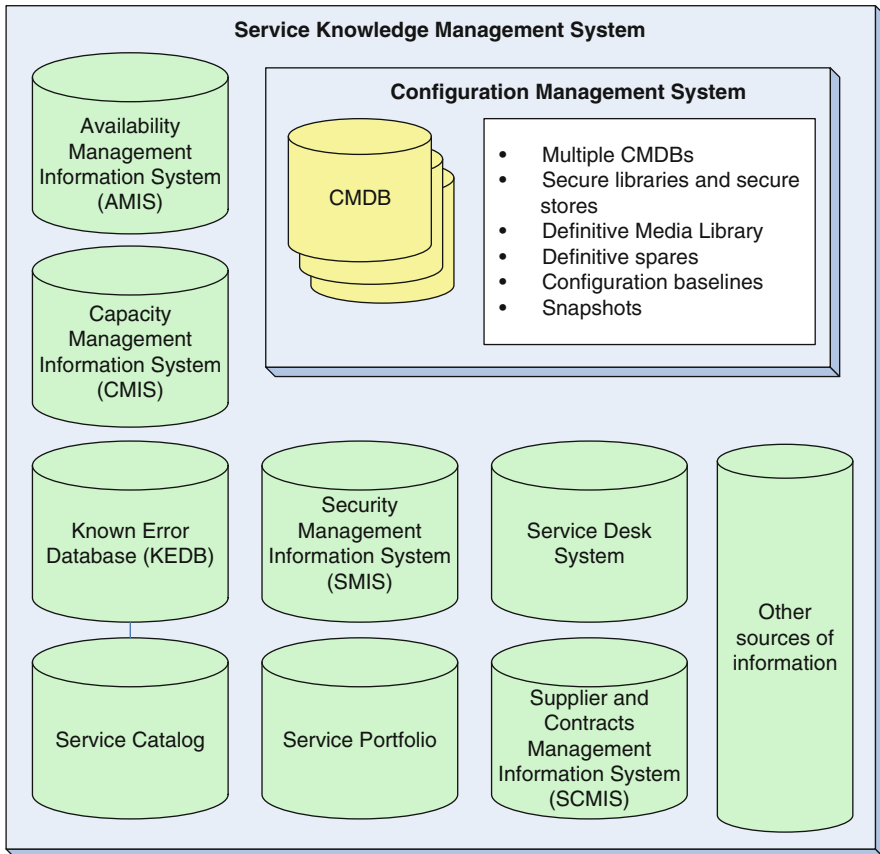 Service Knowledge Management System
Availability
Management
Information System
(AMIS)
Configuration Management System
CMDB
• Multiple CMDBs
• Secure libraries and secure
stores
• Definitive Media Library
• Definitive spares
• Configuration baselines
• Snapshots
Capacity
Management
Information System
(CMIS)
Known Error
Database (KEDB)
Security
Management
Information System
(SMIS)
Service Desk
System
Other
sources of
information
Service Catalog
Service Portfolio
Supplier and
Contracts
Management
Information System
(SCMIS)